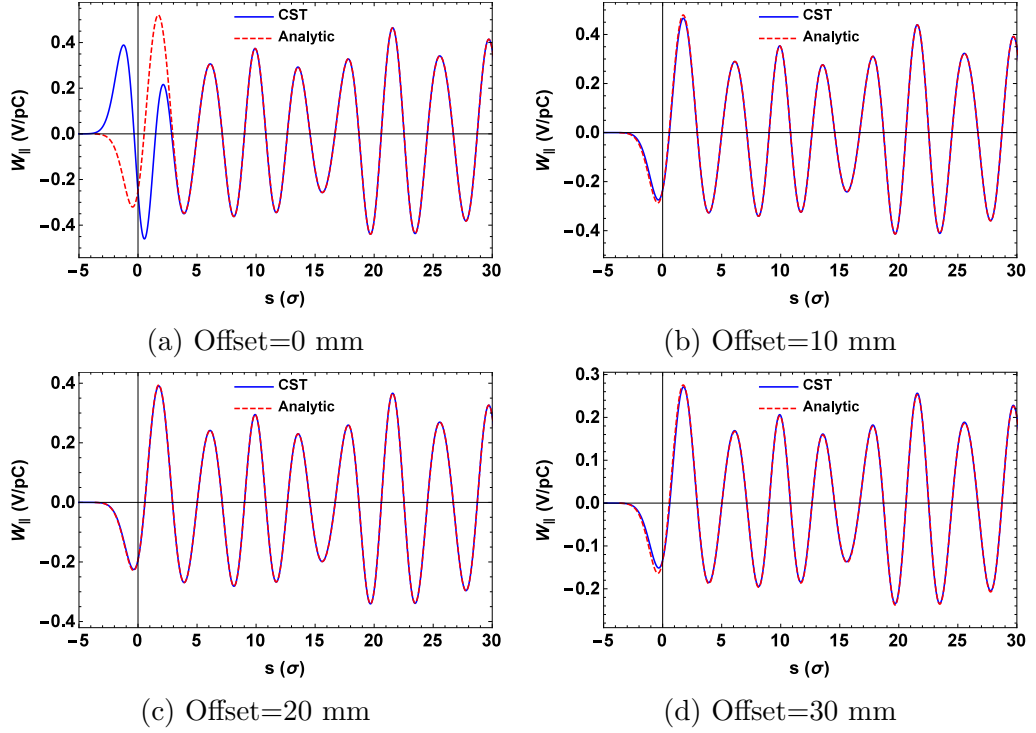 CST
Analytic
W∥ (V/pC)
0.4
0.2
0.0
−0.2
−0.4
−5 0 5 10 15 20 25 30
s (σ)
(a) Offset=0 mm
CST
Analytic
W∥ (V/pC)
0.4
0.2
0.0
−0.2
−0.4
−5 0 5 10 15 20 25 30
s (σ)
(b) Offset=10 mm
CST
Analytic
W∥ (V/pC)
0.4
0.2
0.0
−0.2
−0.4
−5 0 5 10 15 20 25 30
s (σ)
(c) Offset=20 mm
CST
Analytic
W∥ (V/pC)
0.3
0.2
0.1
0.0
−0.1
−0.2
−5 0 5 10 15 20 25 30
s (σ)
(d) Offset=30 mm